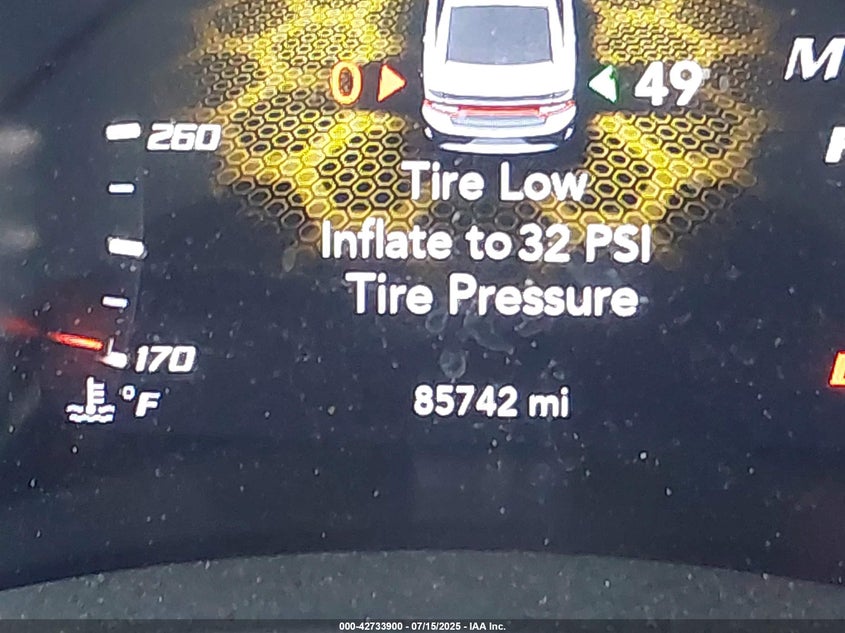 0 49
M
260
Tire Low
Inflate to 32 PSI
Tire Pressure
170
°F
85742 mi
000-42733900 - 07/15/2025 - IAA Inc.